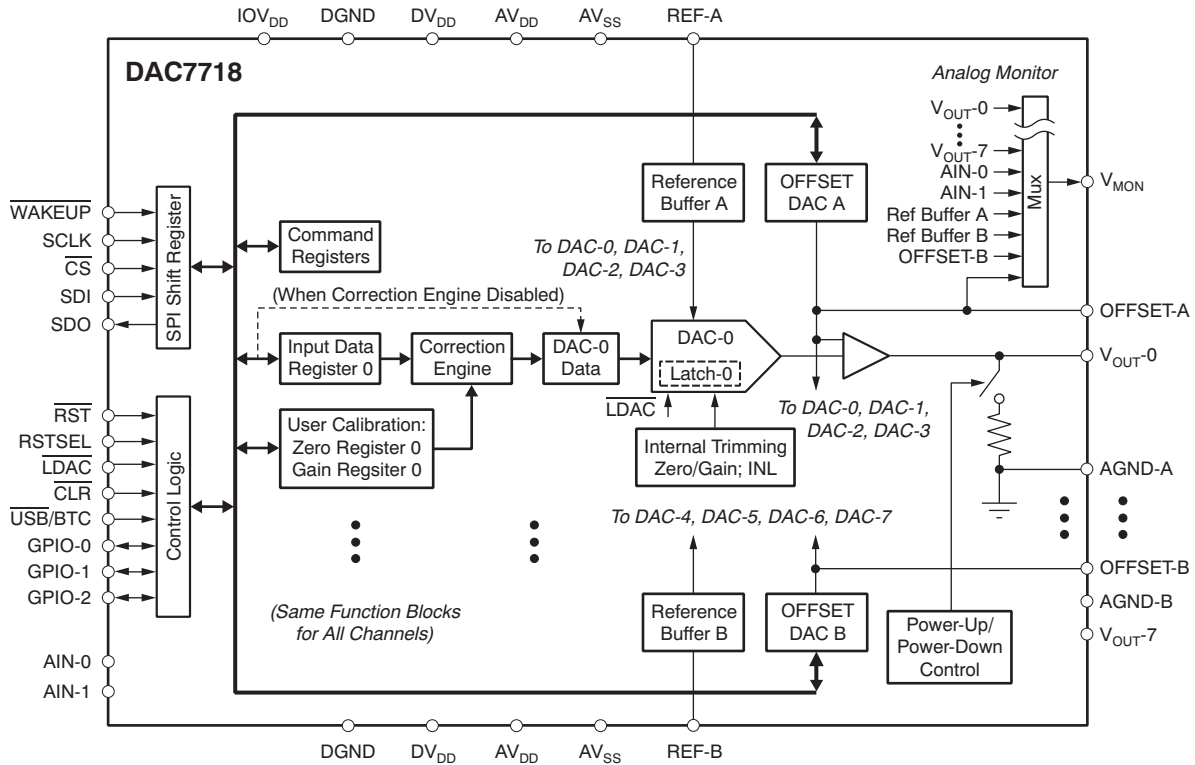 IOVDD DGND DVDD AVDD AVSS REF-A
DAC7718
Analog Monitor
VOUT-0
VOUT-7
AIN-0
AIN-1
Ref Buffer A
Ref Buffer B
OFFSET-B
Mux
VMON
WAKEUP
SCLK
CS
SDI
SDO
SPI Shift Register
Command
Registers
Reference
Buffer A
OFFSET
DAC A
To DAC-0, DAC-1,
DAC-2, DAC-3
(When Correction Engine Disabled)
Input Data
Register 0
Correction
Engine
DAC-0
Data
DAC-0
Latch-0
LDAC
OFFSET-A
VOUT-0
To DAC-0, DAC-1,
DAC-2, DAC-3
Internal Trimming
Zero/Gain; INL
User Calibration:
Zero Register 0
Gain Regsiter 0
RST
RSTSEL
LDAC
CLR
USB/BTC
GPIO-0
GPIO-1
GPIO-2
Control Logic
AGND-A
To DAC-4, DAC-5, DAC-6, DAC-7
OFFSET-B
AGND-B
VOUT-7
(Same Function Blocks
for All Channels)
Reference
Buffer B
OFFSET
DAC B
Power-Up/
Power-Down
Control
AIN-0
AIN-1
DGND DVDD AVDD AVSS REF-B